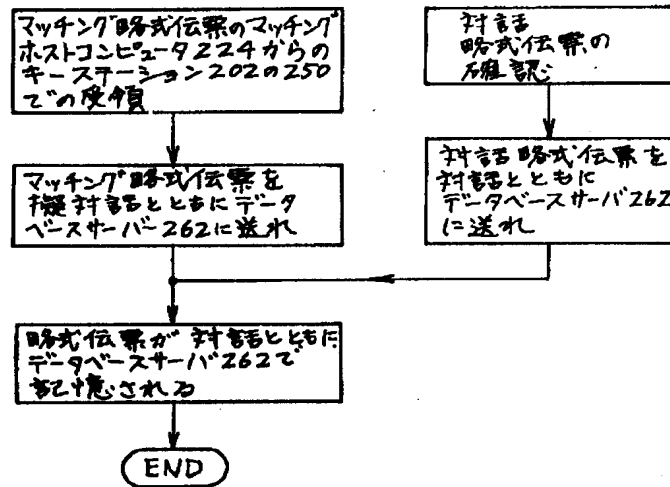 マッチング略式伝票のマッチング
ホストコンピュータ224からの
キーステーション202の250
での受領
対話
略式伝票の
確認
マッチング略式伝票を
擬対話とともにデータ
ベースサーバー262に送れ
対話略式伝票を
対話とともに
データベースサーバ262
に送れ
略式伝票が対話とともに
データベースサーバ262で
記憶される
END